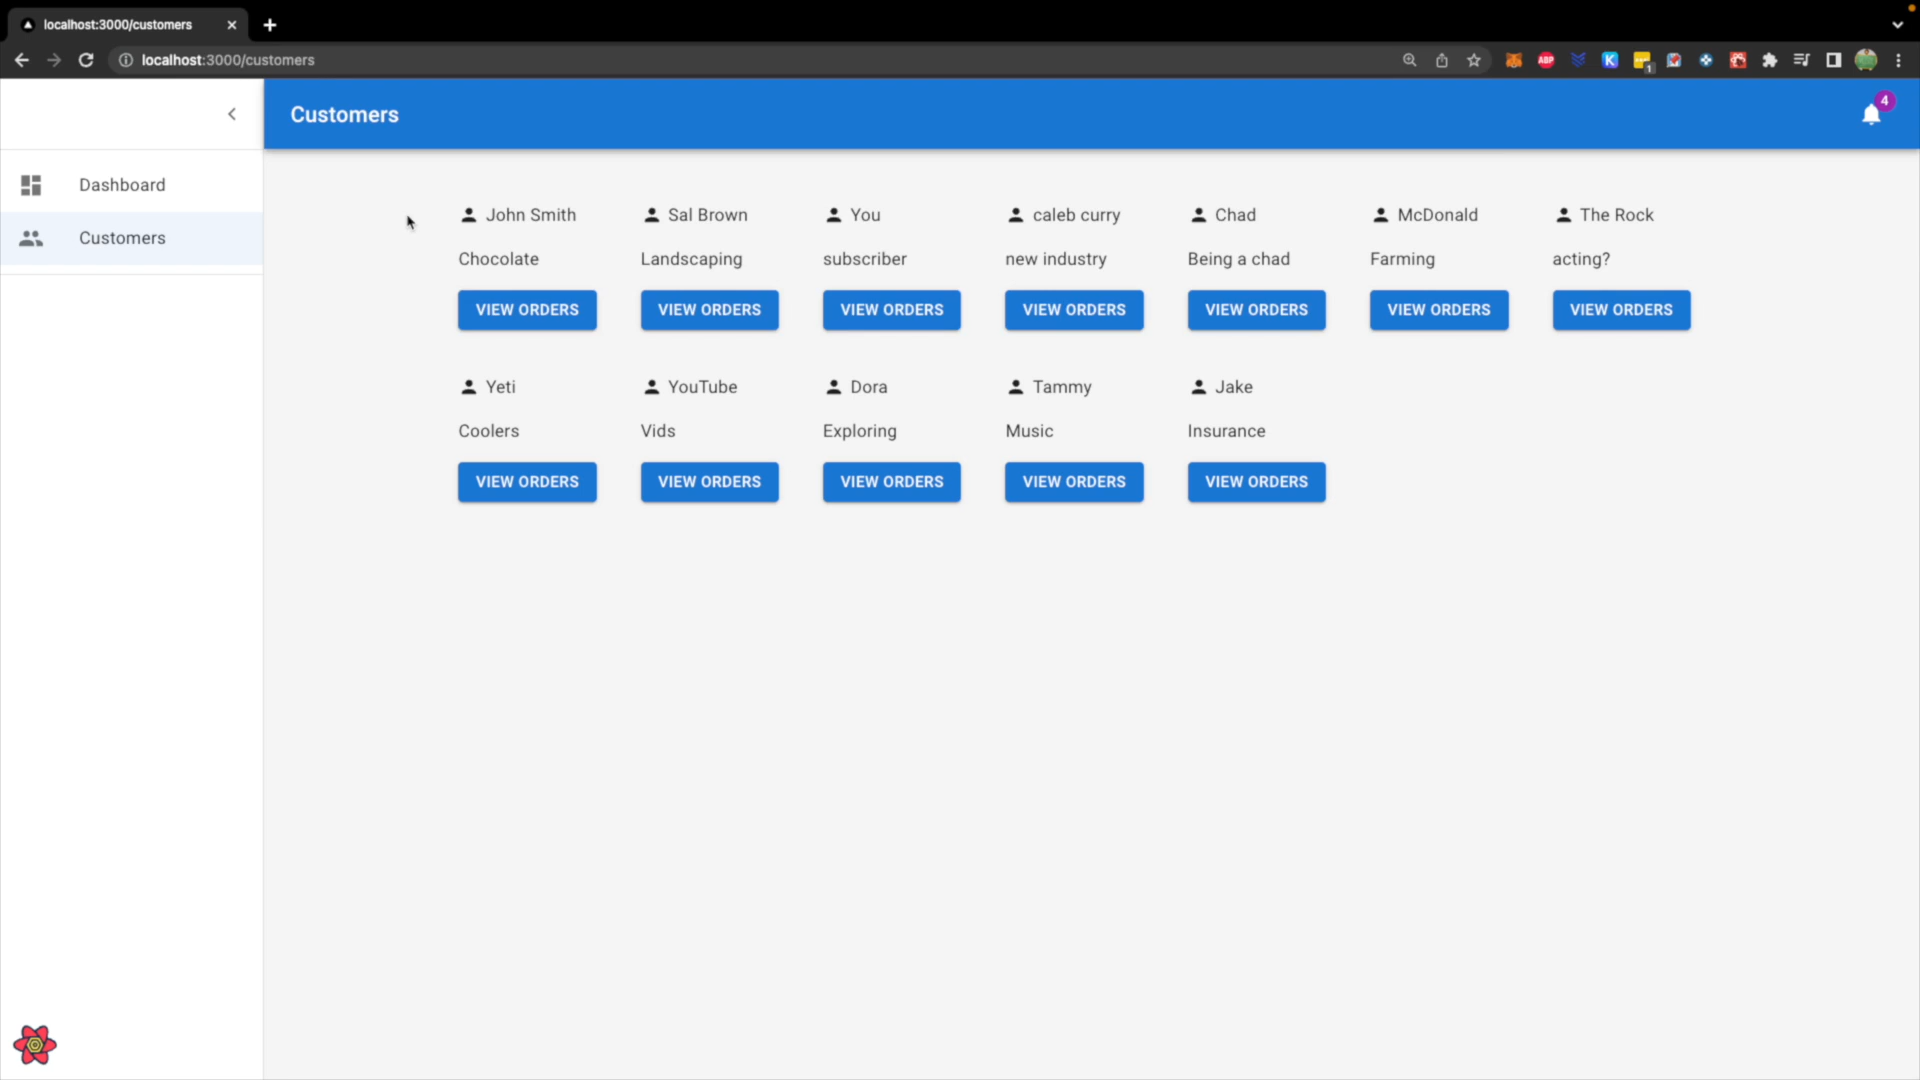 localhost:3000/customers
localhost:3000/customers
ABP
K
1
Customers
4
Dashboard
Customers
John Smith Sal Brown You caleb curry Chad McDonald The Rock
Chocolate Landscaping subscriber new industry Being a chad Farming acting?
VIEW ORDERS VIEW ORDERS VIEW ORDERS VIEW ORDERS VIEW ORDERS VIEW ORDERS VIEW ORDERS
Yeti YouTube Dora Tammy Jake
Coolers Vids Exploring Music Insurance
VIEW ORDERS VIEW ORDERS VIEW ORDERS VIEW ORDERS VIEW ORDERS